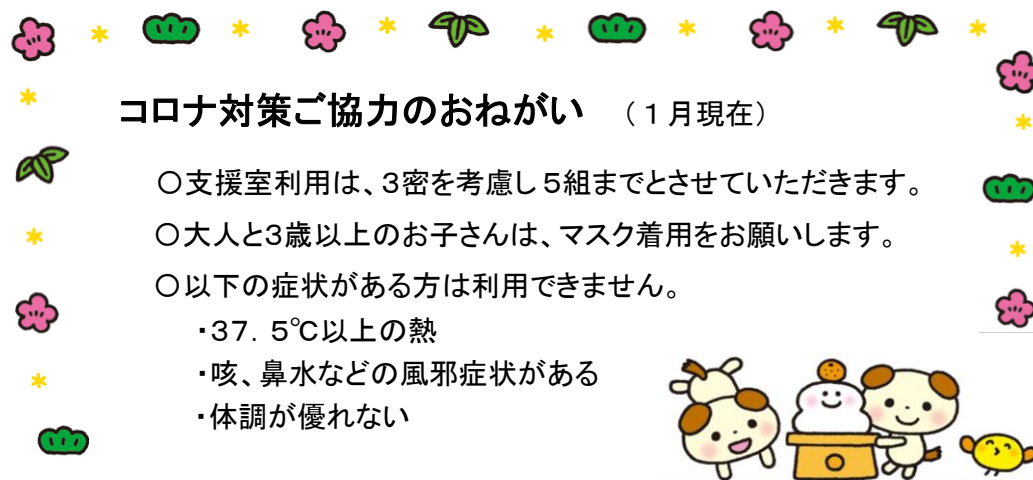 コロナ対策ご協力のおねがい （１月現在）
〇支援室利用は、３密を考慮し５組までとさせていただきます。
〇大人と３歳以上のお子さんは、マスク着用をお願いします。
〇以下の症状がある方は利用できません。
・３７．５℃以上の熱
・咳、鼻水などの風邪症状がある
・体調が優れない